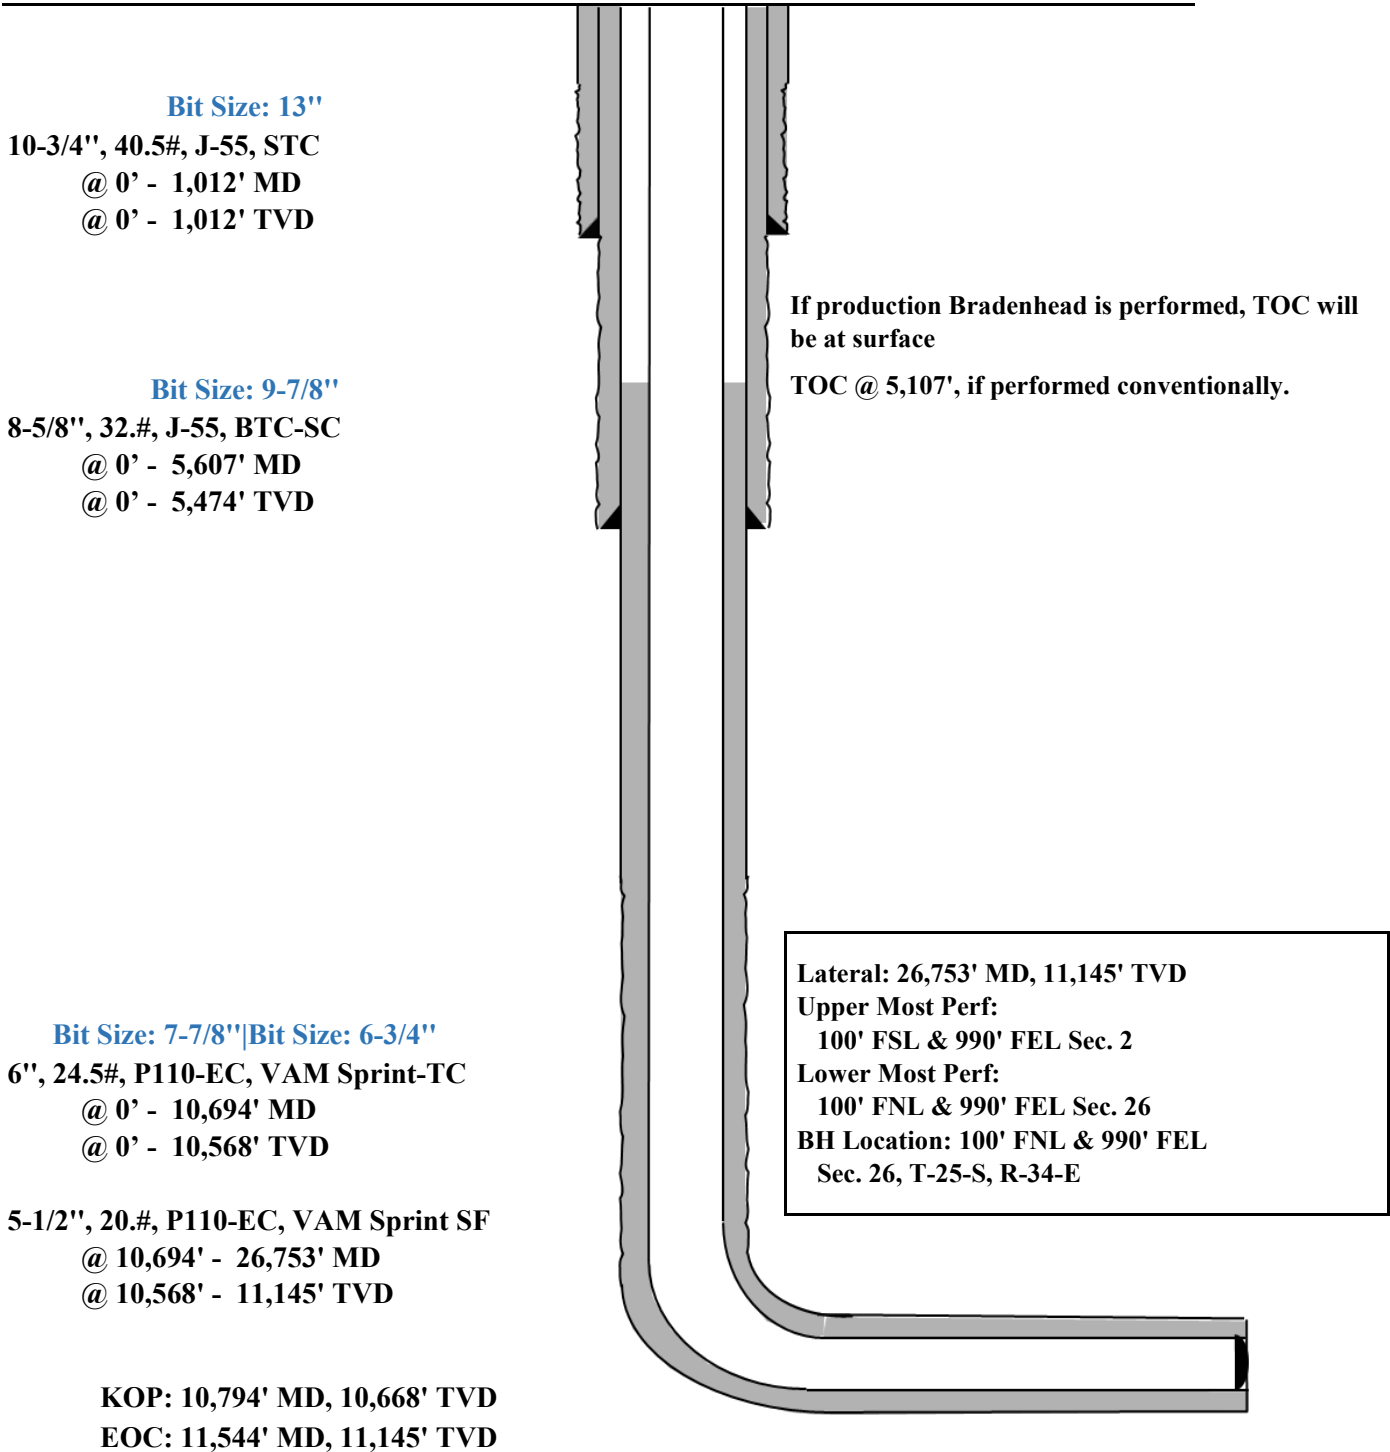 Bit Size: 13"
10-3/4", 40.5#, J-55, STC
@ 0’ - 1,012' MD
@ 0’ - 1,012' TVD
If production Bradenhead is performed, TOC will
be at surface
TOC @ 5,107', if performed conventionally.
Bit Size: 9-7/8"
8-5/8", 32.#, J-55, BTC-SC
@ 0’ - 5,607' MD
@ 0’ - 5,474' TVD
Bit Size: 7-7/8"|Bit Size: 6-3/4"
6", 24.5#, P110-EC, VAM Sprint-TC
@ 0’ - 10,694' MD
@ 0’ - 10,568' TVD
5-1/2", 20.#, P110-EC, VAM Sprint SF
@ 10,694' - 26,753' MD
@ 10,568' - 11,145' TVD
KOP: 10,794' MD, 10,668' TVD
EOC: 11,544' MD, 11,145' TVD
Lateral: 26,753' MD, 11,145' TVD
Upper Most Perf:
100' FSL & 990' FEL Sec. 2
Lower Most Perf:
100' FNL & 990' FEL Sec. 26
BH Location: 100' FNL & 990' FEL
Sec. 26, T-25-S, R-34-E